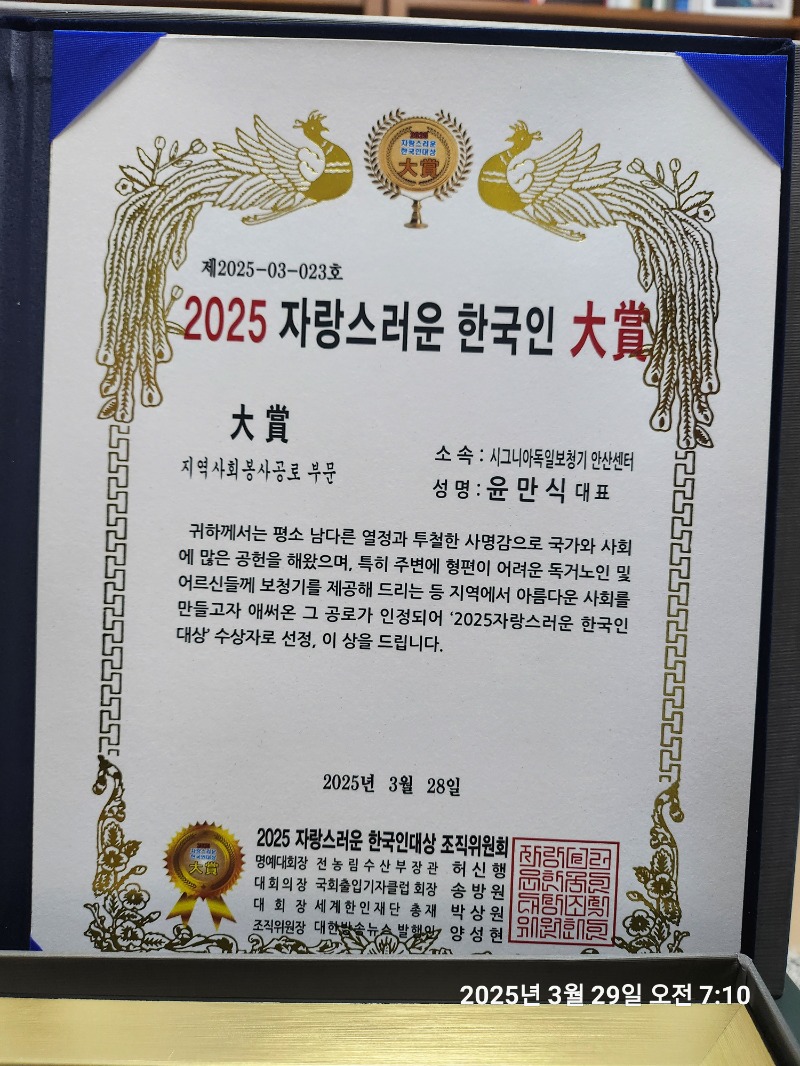 자랑스러운
한국인대상
大賞
제2025-03-023호
2025 자랑스러운 한국인 大賞
大賞
지역사회봉사공로 부문
소 속 : 시그니아독일보청기 안산센터
성 명 : 윤 만 식 대표
귀하께서는 평소 남다른 열정과 투철한 사명감으로 국가와 사회
에 많은 공헌을 해왔으며, 특히 주변에 형편이 어려운 독거노인 및
어르신들께 보청기를 제공해 드리는 등 지역에서 아름다운 사회를
만들고자 애써온 그 공로가 인정되어 ‘2025자랑스러운 한국인
대상’ 수상자로 선정, 이 상을 드립니다.
2025년 3월 28일
자랑스러운
한국인대상
大賞
2025 자랑스러운 한국인대상 조직위원회
명예대회장 전농림수산부장관 허신행
대회의장 국회출입기자클럽 회장 송방원
대 회 장 세계한인재단 총재 박상원
조직위원장 대한방송뉴스 발행인 양성현
2025년 3월 29일 오전 7:10